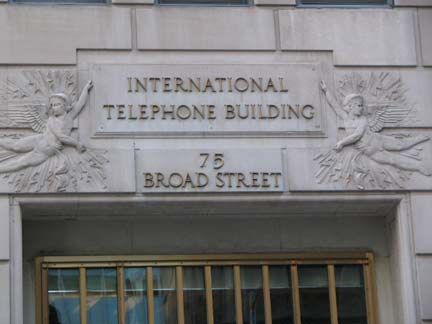 INTERNATIONAL
TELEPHONE BUILDING
75
BROAD STREET